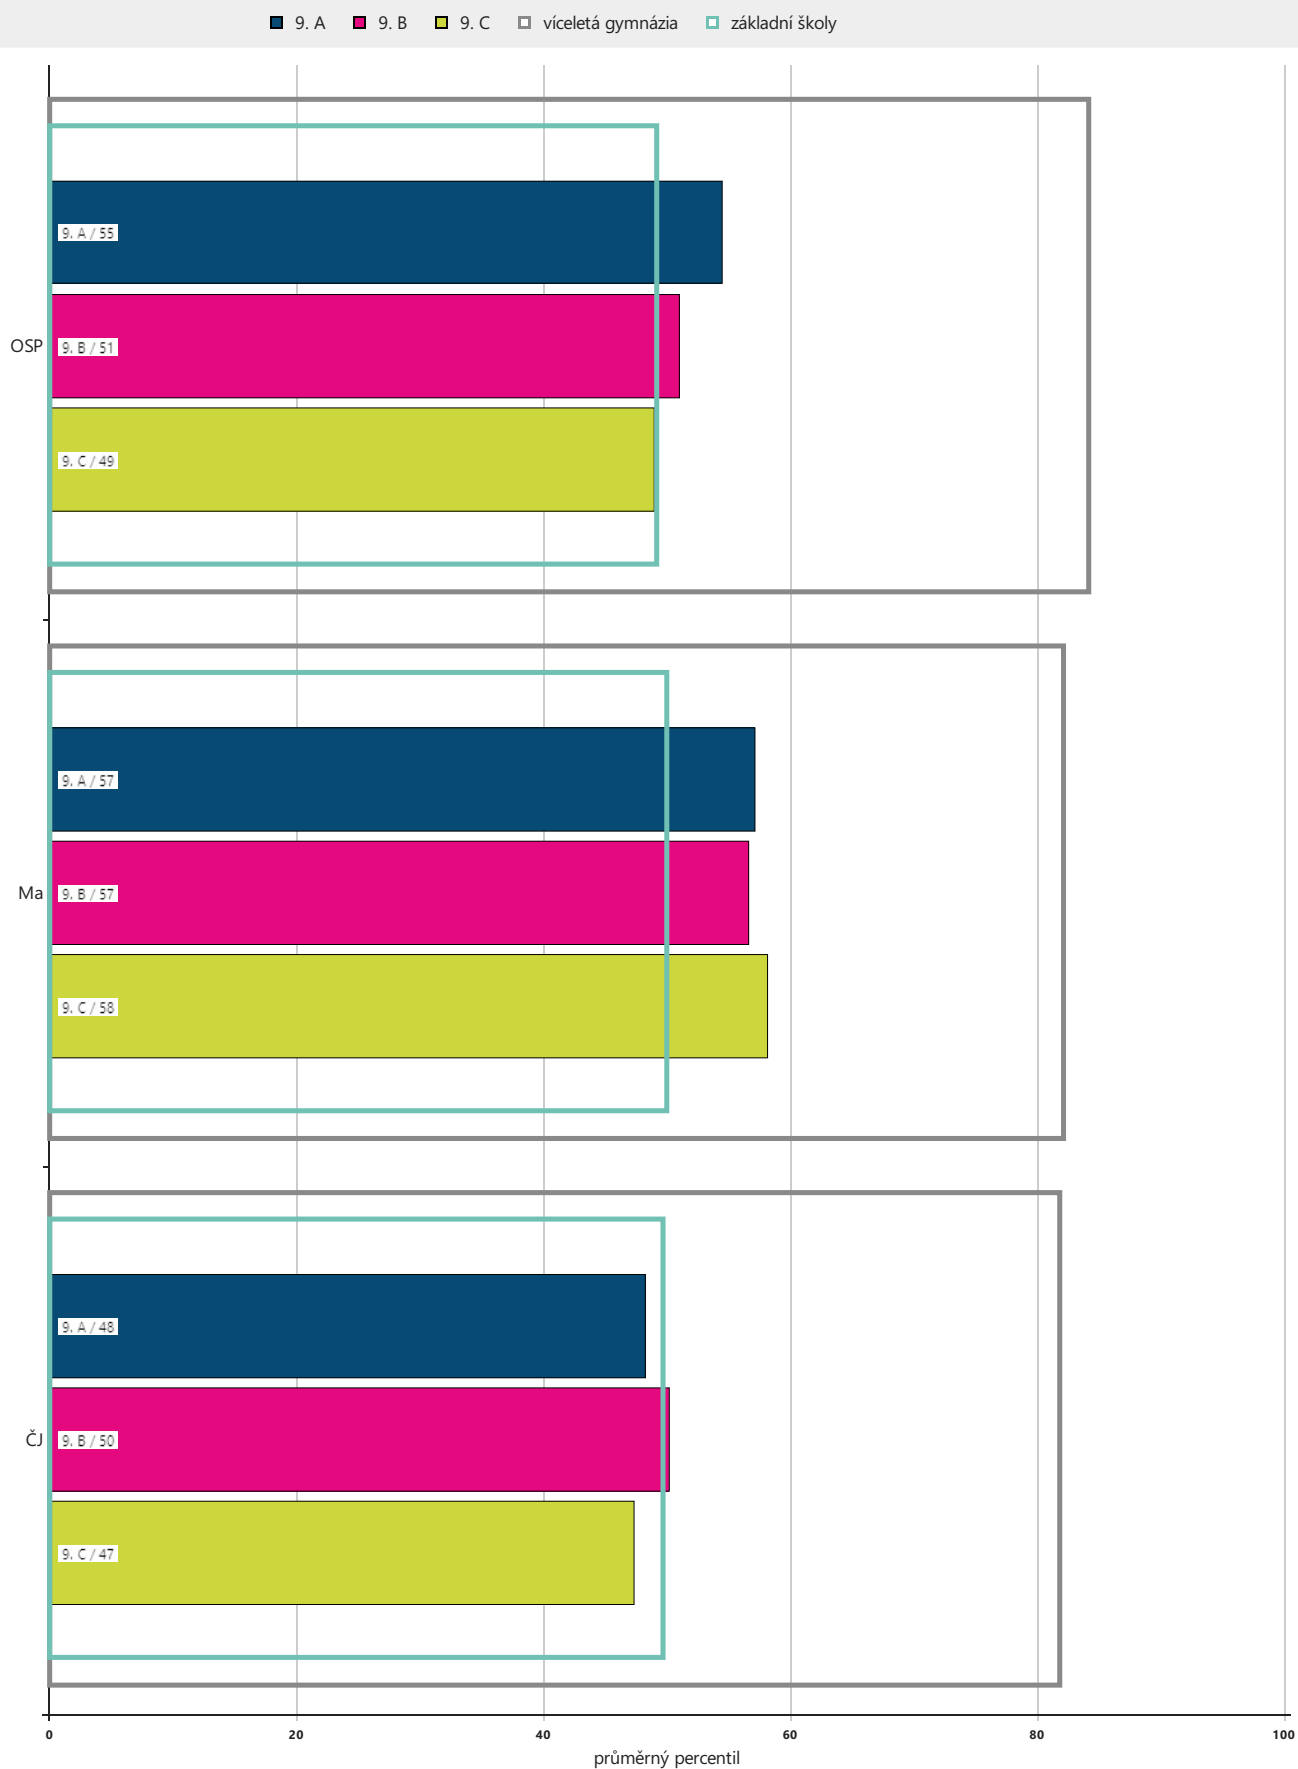 9. A 9. B 9. C víceletá gymnázia základní školy
9. A / 55
OSP 9. B / 51
9. C / 49
9. A / 57
Ma 9. B / 57
9. C / 58
9. A / 48
ČJ 9. B / 50
9. C / 47
0 20 40 60 80 100
průměrný percentil